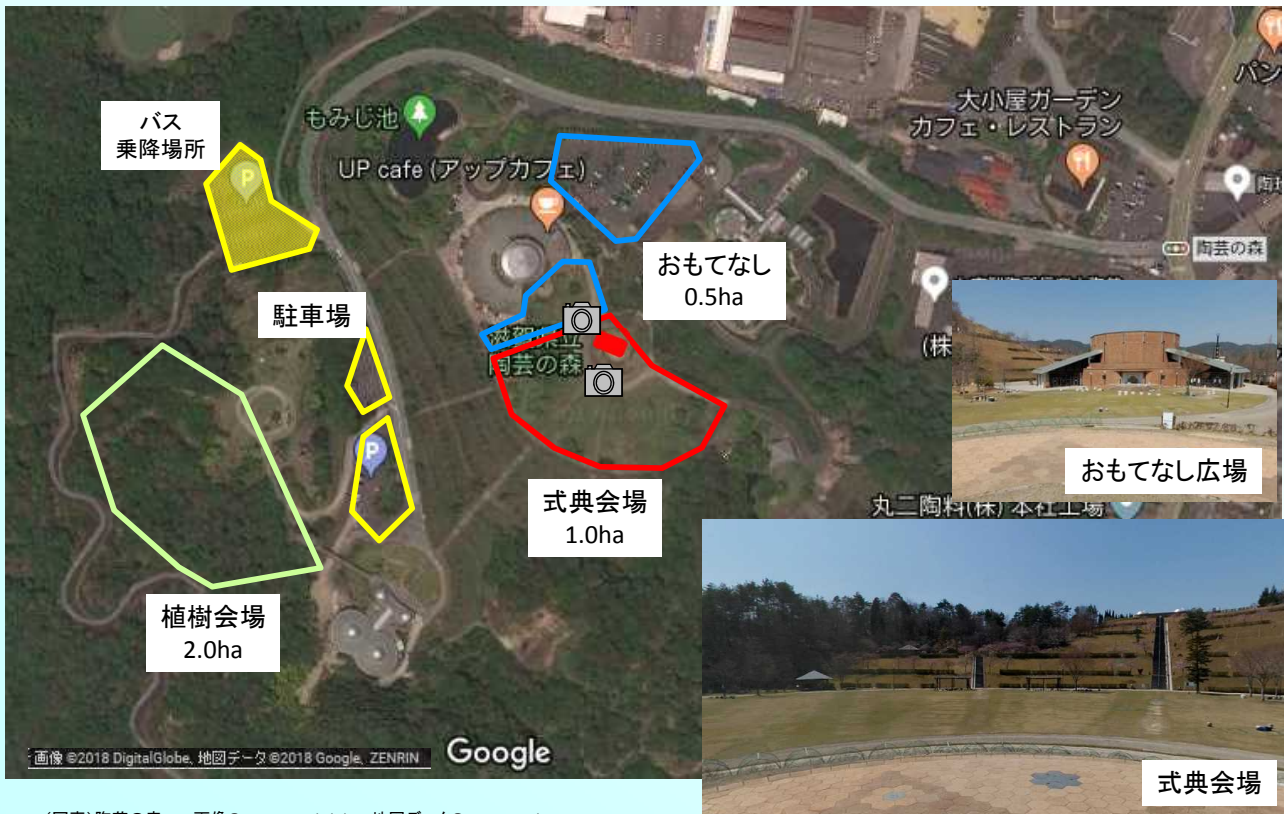 バス
乗降場所
もみじ池
UP cafe (アップカフェ)
大小屋ガーデン
カフェ・レストラン
パン
陶芸の森
おもてなし
0.5ha
駐車場
P
P
陶芸の森
(株
おもてなし広場
式典会場
1.0ha
丸二陶料(株) 本社工場
植樹会場
2.0ha
画像 ©2018 DigitalGlobe, 地図データ ©2018 Google, ZENRIN
Google
式典会場